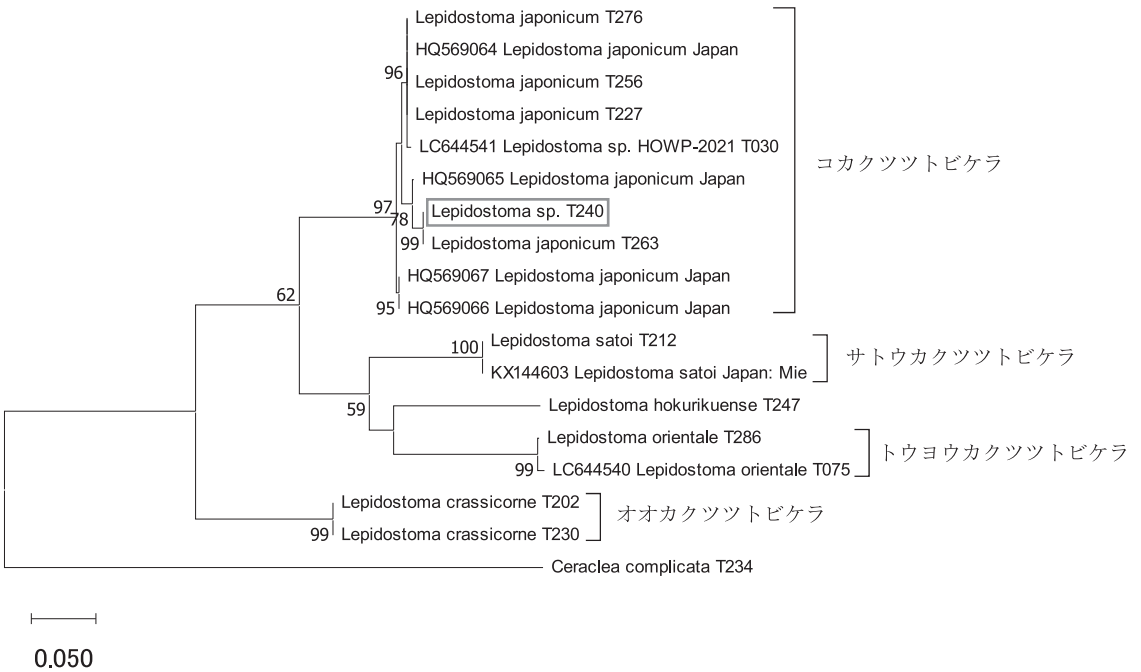 Lepidostoma japonicum T276
HQ569064 Lepidostoma japonicum Japan
96
Lepidostoma japonicum T256
Lepidostoma japonicum T227
LC644541 Lepidostoma sp. HOWP-2021 T030
コカクツツトビケラ
HQ569065 Lepidostoma japonicum Japan
97
Lepidostoma sp. T240
78
99
Lepidostoma japonicum T263
HQ569067 Lepidostoma japonicum Japan
62
95
HQ569066 Lepidostoma japonicum Japan
Lepidostoma satoi T212
100
サトウカクツツトビケラ
KX144603 Lepidostoma satoi Japan: Mie
59
Lepidostoma hokurikuense T247
Lepidostoma orientale T286
トウヨウカクツツトビケラ
99
LC644540 Lepidostoma orientale T075
Lepidostoma crassicorne T202
オオカクツツトビケラ
99
Lepidostoma crassicorne T230
Ceraclea complicata T234
0.050